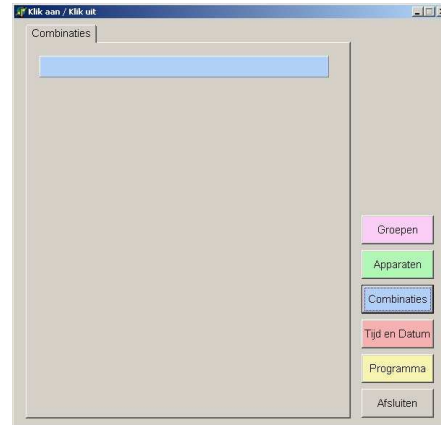 Klik aan / Klik uit
Combinaties
Groepen
Apparaten
Combinaties
Tijd en Datum
Programma
Afsluiten